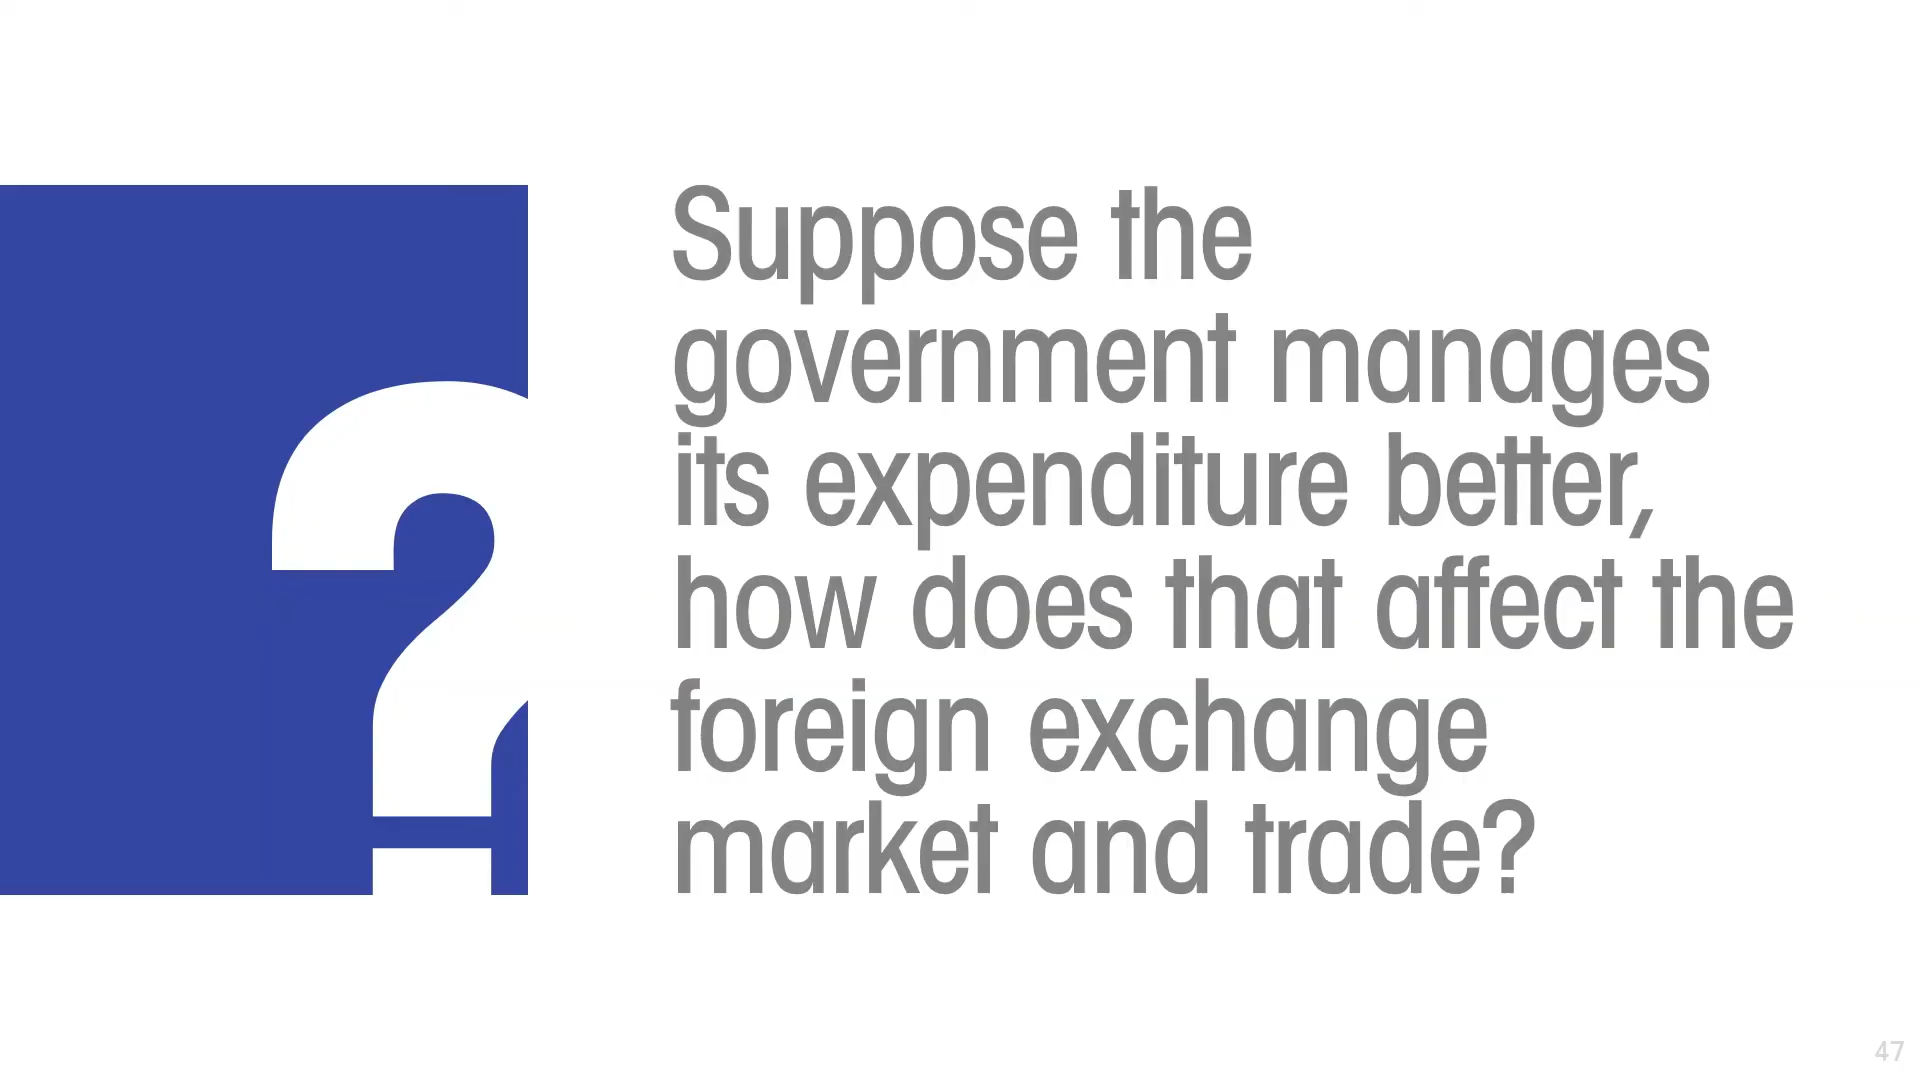 Suppose the
government manages
its expenditure better,
how does that affect the
foreign exchange
market and trade?
47